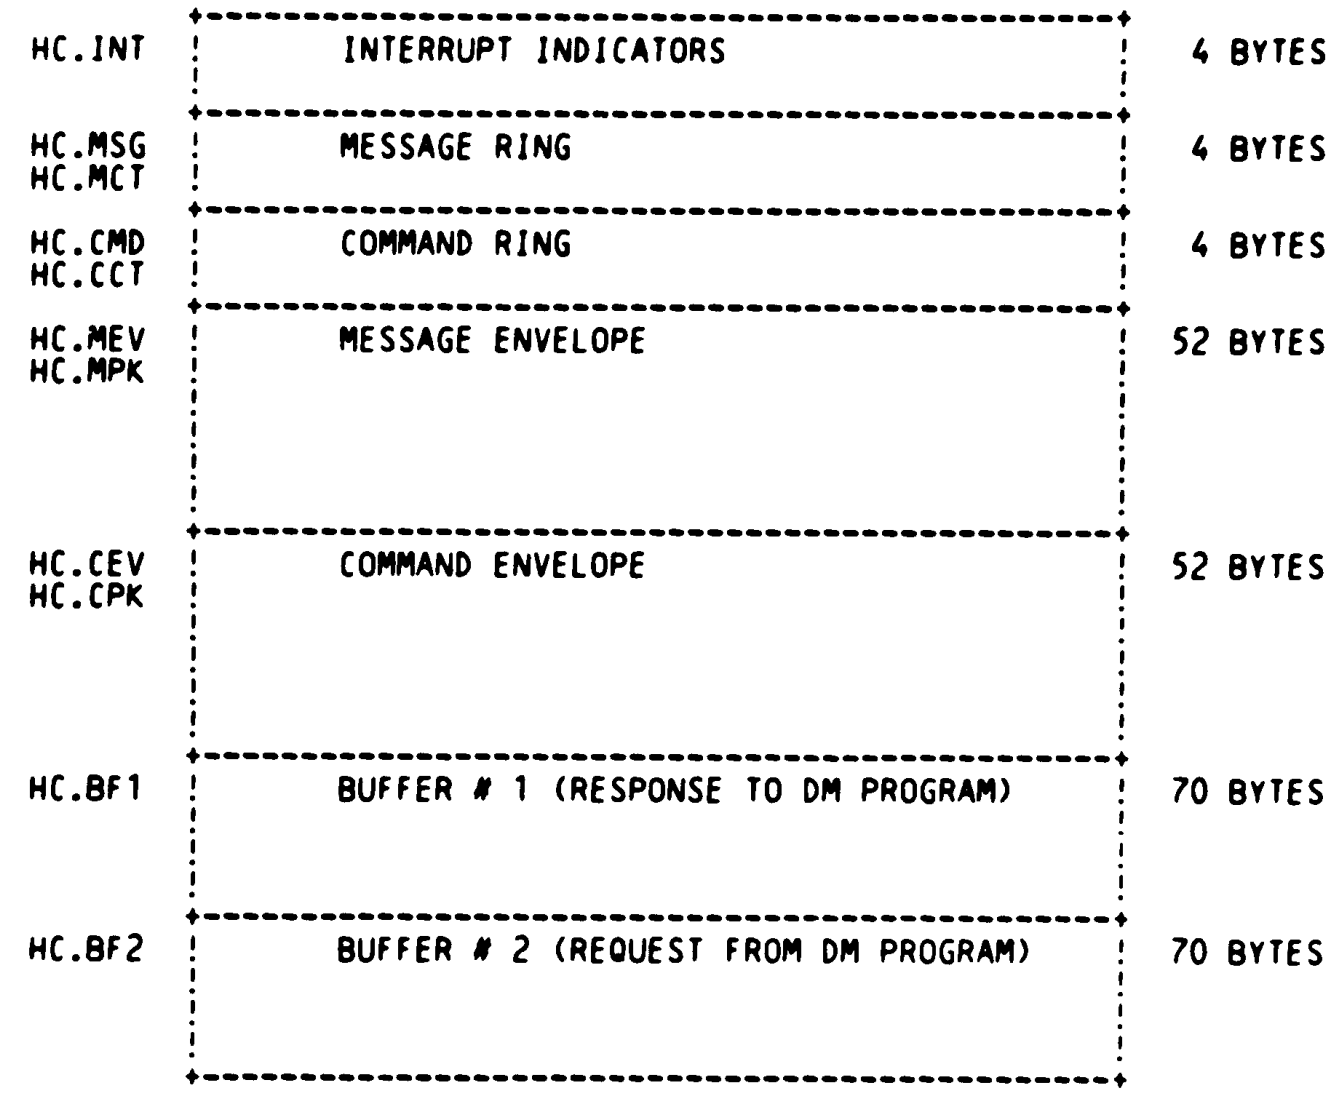 HC.INT INTERRUPT INDICATORS 4 BYTES
HC.MSG MESSAGE RING 4 BYTES
HC.MCT
HC.CMD COMMAND RING 4 BYTES
HC.CCT
HC.MEV MESSAGE ENVELOPE 52 BYTES
HC.MPK
HC.CEV COMMAND ENVELOPE 52 BYTES
HC.CPK
HC.BF1 BUFFER # 1 (RESPONSE TO DM PROGRAM) 70 BYTES
HC.BF2 BUFFER # 2 (REQUEST FROM DM PROGRAM) 70 BYTES